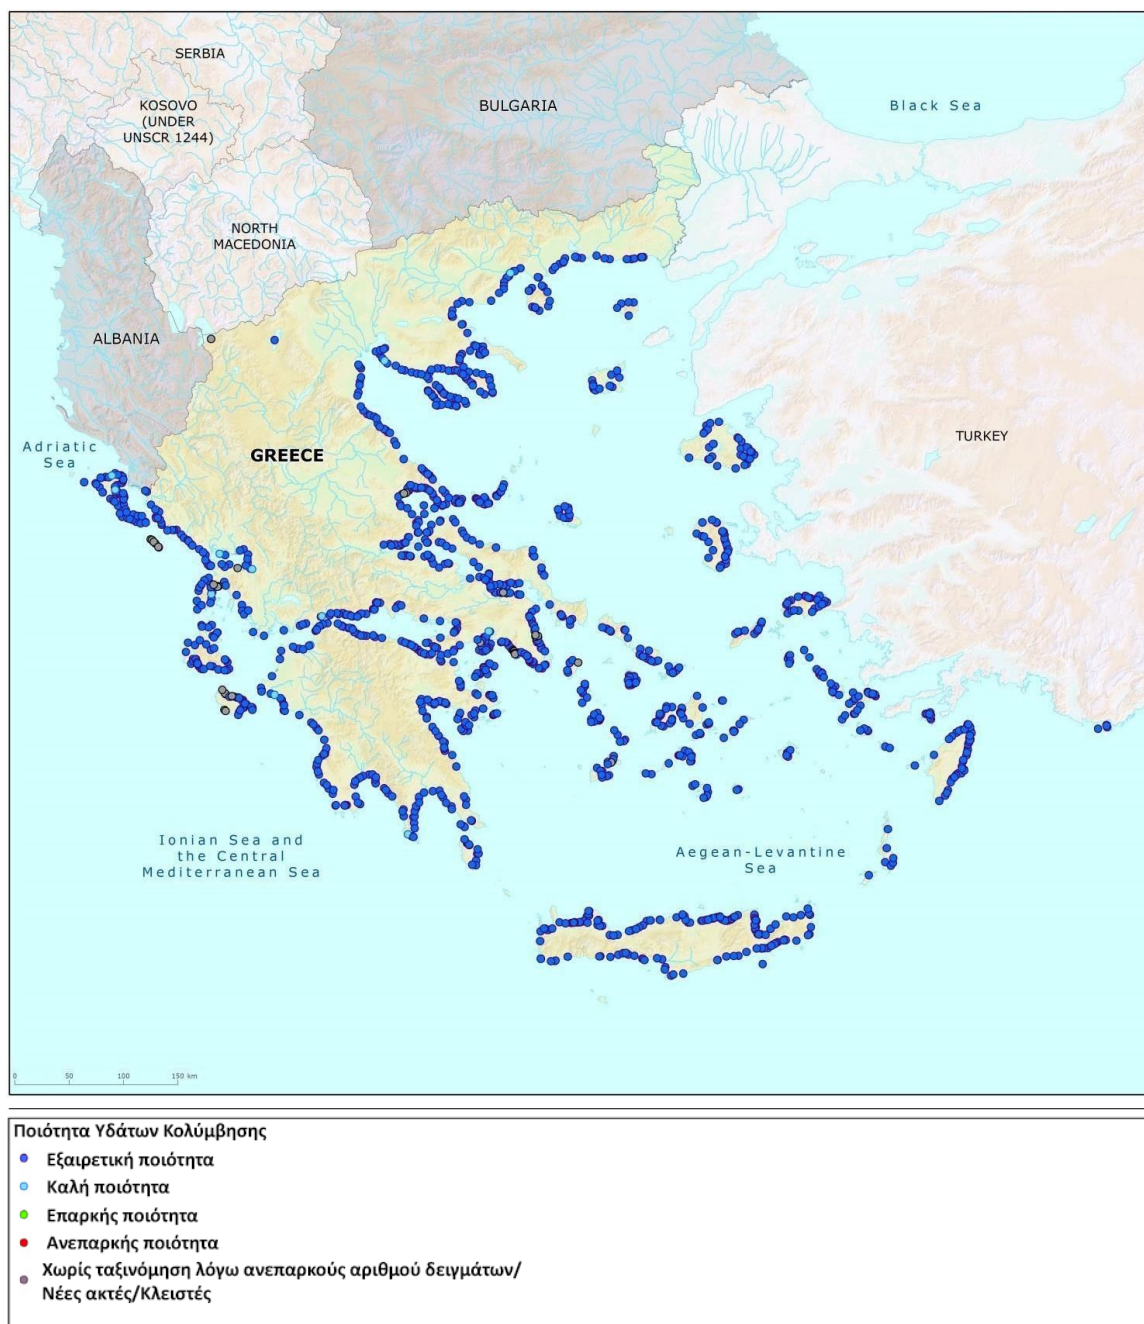 SERBIA
KOSOVO
(UNDER
UNSCR 1244)
BULGARIA
Black Sea
NORTH
MACEDONIA
ALBANIA
Adriatic
Sea
GREECE
TURKEY
Ionian Sea and
the Central
Mediterranean Sea
Aegean-Levantine
Sea
0 50 100 150 km
Ποιότητα Υδάτων Κολύμβησης
Εξαιρετική ποιότητα
Καλή ποιότητα
Επαρκής ποιότητα
Ανεπαρκής ποιότητα
Χωρίς ταξινόμηση λόγω ανεπαρκούς αριθμού δειγμάτων/
Νέες ακτές/Κλειστές